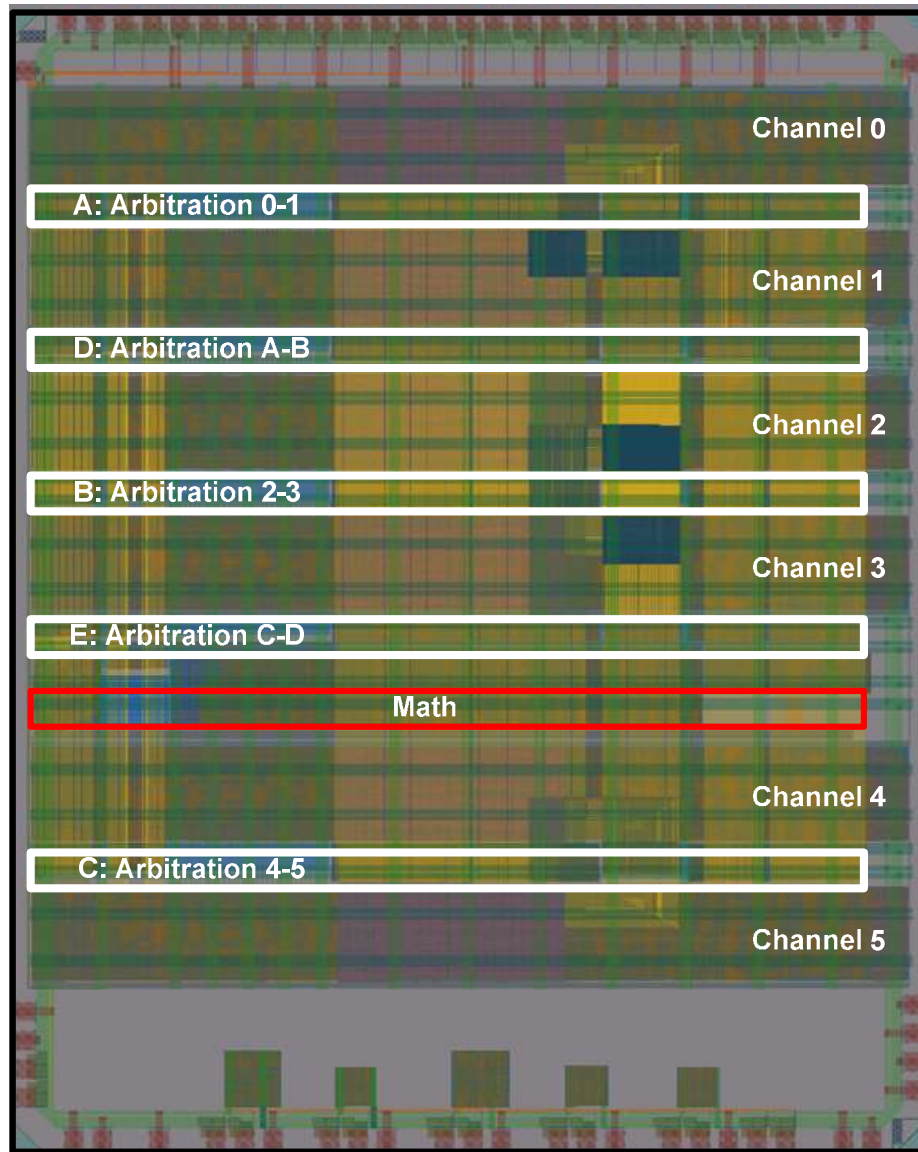 Channel 0
A: Arbitration 0-1
Channel 1
D: Arbitration A-B
Channel 2
B: Arbitration 2-3
Channel 3
E: Arbitration C-D
Math
Channel 4
C: Arbitration 4-5
Channel 5